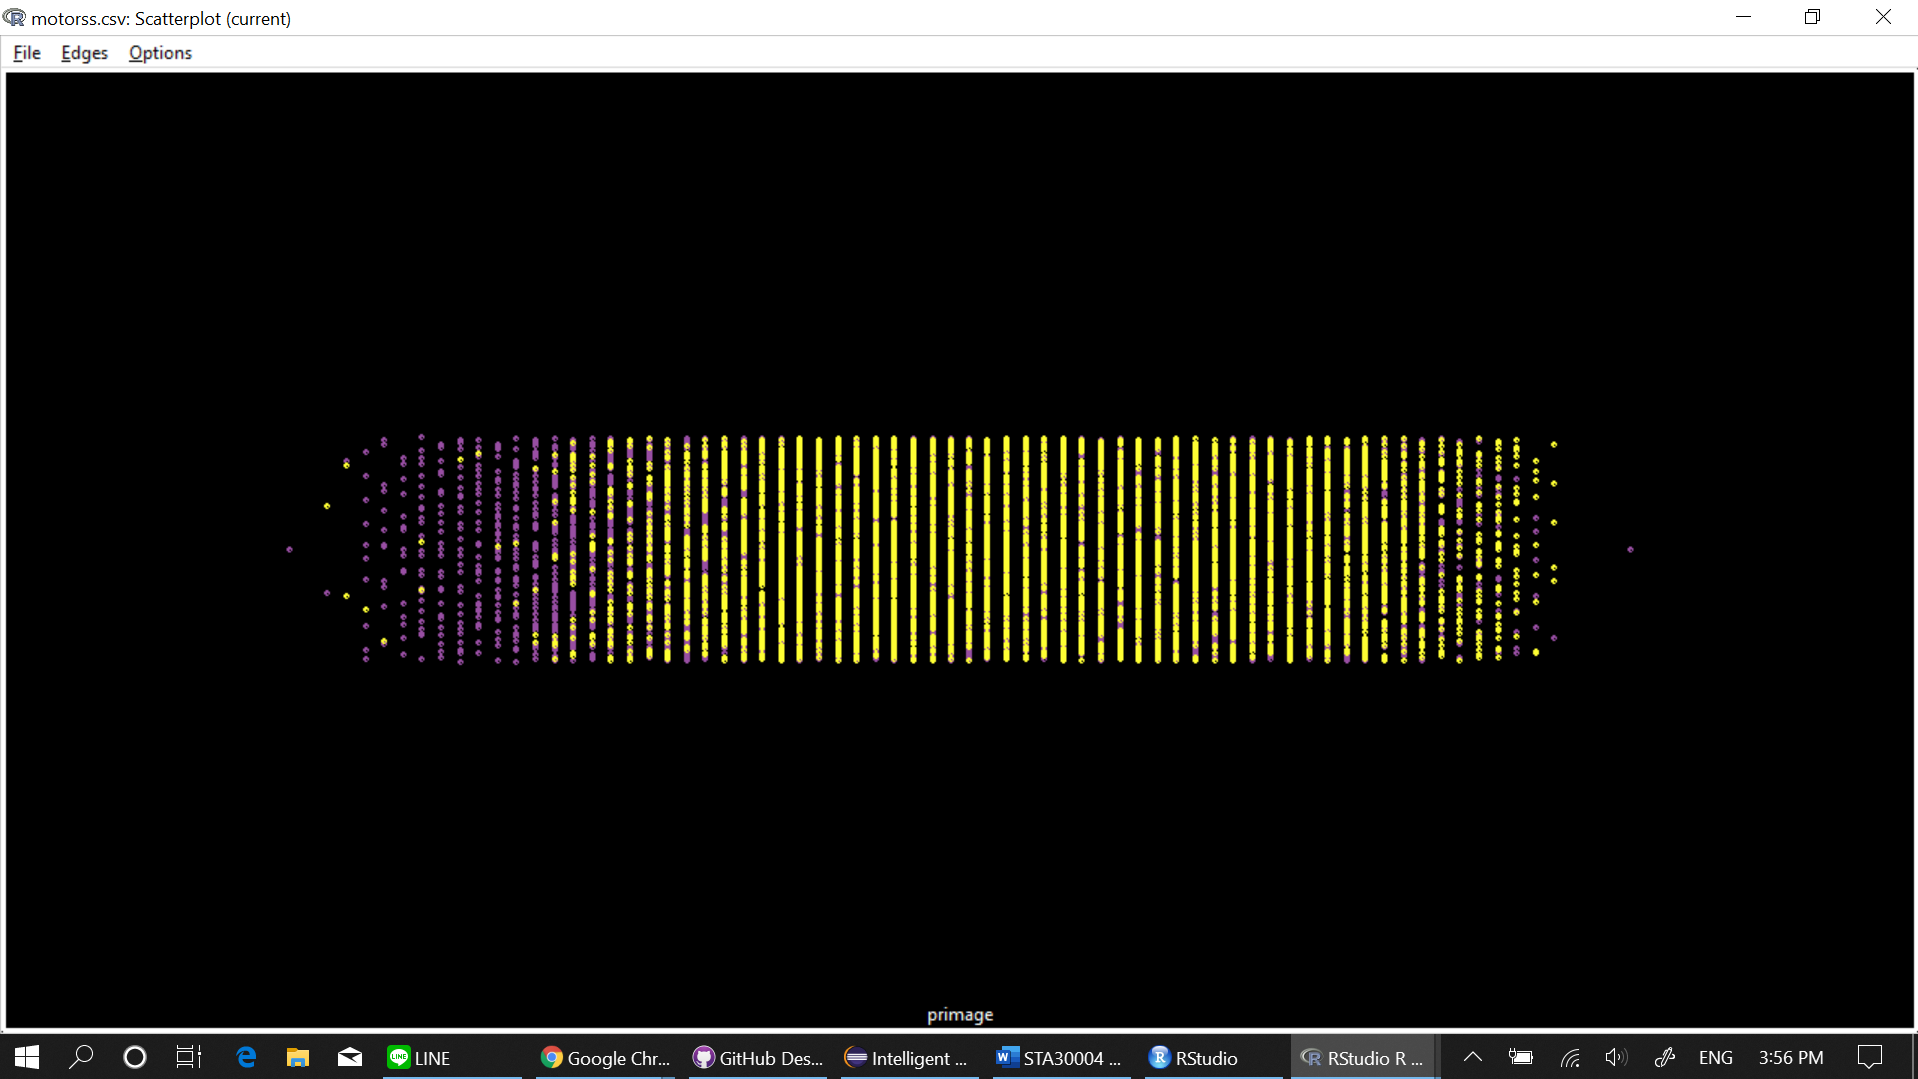 motorss.csv: Scatterplot (current)
File Edges Options
primage
LINE Google Chr... GitHub Des... Intelligent ... STA30004 ... RStudio RStudio R ... ENG 3:56 PM